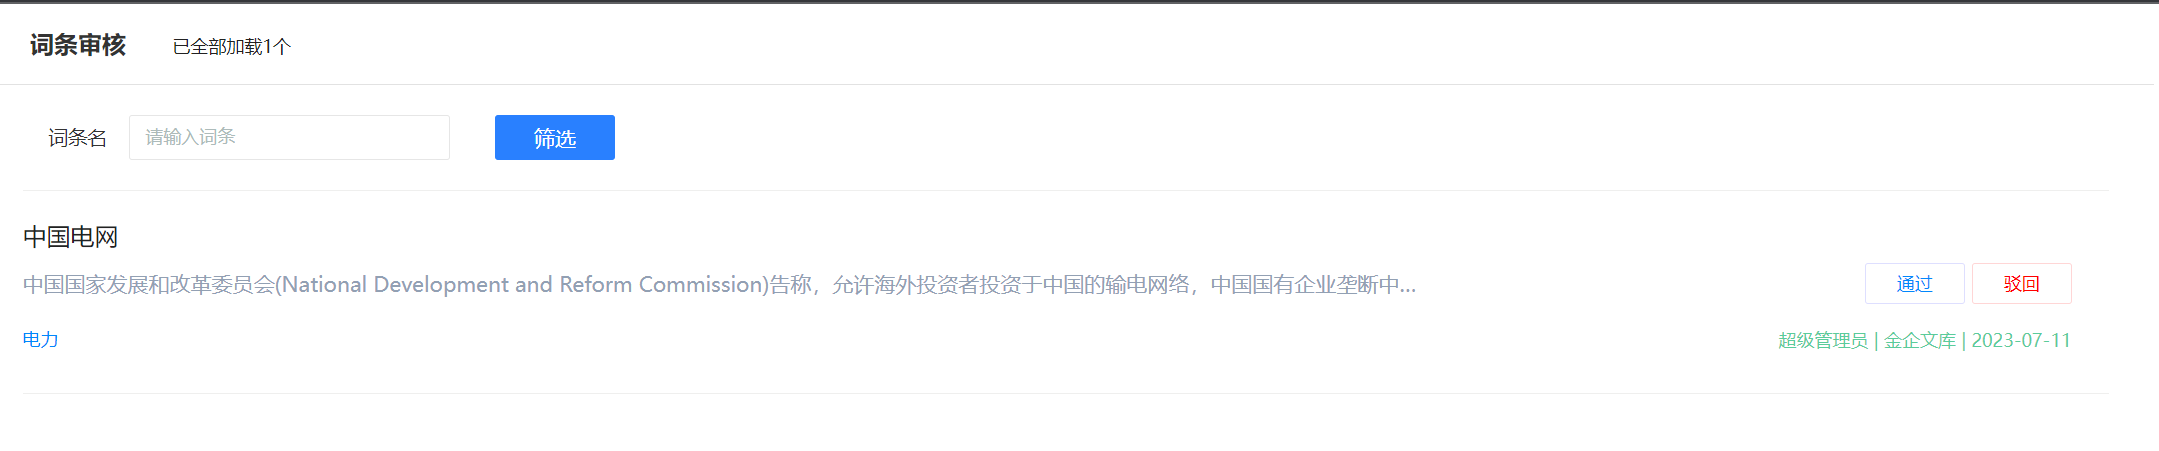 词条审核 已全部加载1个
词条名 请输入词条 筛选
中国电网
中国国家发展和改革委员会(National Development and Reform Commission)告称，允许海外投资者投资于中国的输电网络，中国国有企业垄断中...
通过 驳回
电力 超级管理员 | 金企文库 | 2023-07-11